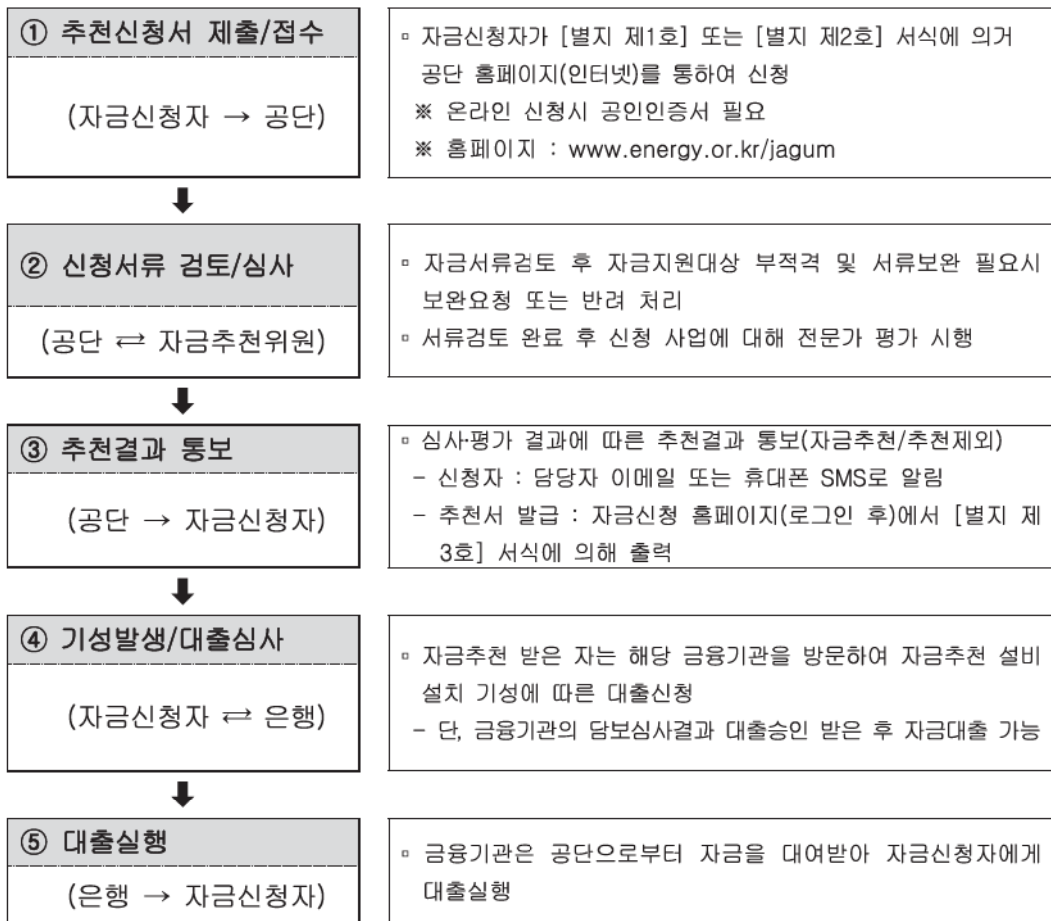 ① 추천신청서 제출/접수
(자금신청자 → 공단)
▫ 자금신청자가 [별지 제1호] 또는 [별지 제2호] 서식에 의거
공단 홈페이지(인터넷)를 통하여 신청
※ 온라인 신청시 공인인증서 필요
※ 홈페이지 : www.energy.or.kr/jagum
② 신청서류 검토/심사
(공단 ⇄ 자금추천위원)
▫ 자금서류검토 후 자금지원대상 부적격 및 서류보완 필요시
보완요청 또는 반려 처리
▫ 서류검토 완료 후 신청 사업에 대해 전문가 평가 시행
③ 추천결과 통보
(공단 → 자금신청자)
▫ 심사·평가 결과에 따른 추천결과 통보(자금추천/추천제외)
- 신청자 : 담당자 이메일 또는 휴대폰 SMS로 알림
- 추천서 발급 : 자금신청 홈페이지(로그인 후)에서 [별지 제
3호] 서식에 의해 출력
④ 기성발생/대출심사
(자금신청자 ⇄ 은행)
▫ 자금추천 받은 자는 해당 금융기관을 방문하여 자금추천 설비
설치 기성에 따른 대출신청
- 단, 금융기관의 담보심사결과 대출승인 받은 후 자금대출 가능
⑤ 대출실행
(은행 → 자금신청자)
▫ 금융기관은 공단으로부터 자금을 대여받아 자금신청자에게
대출실행